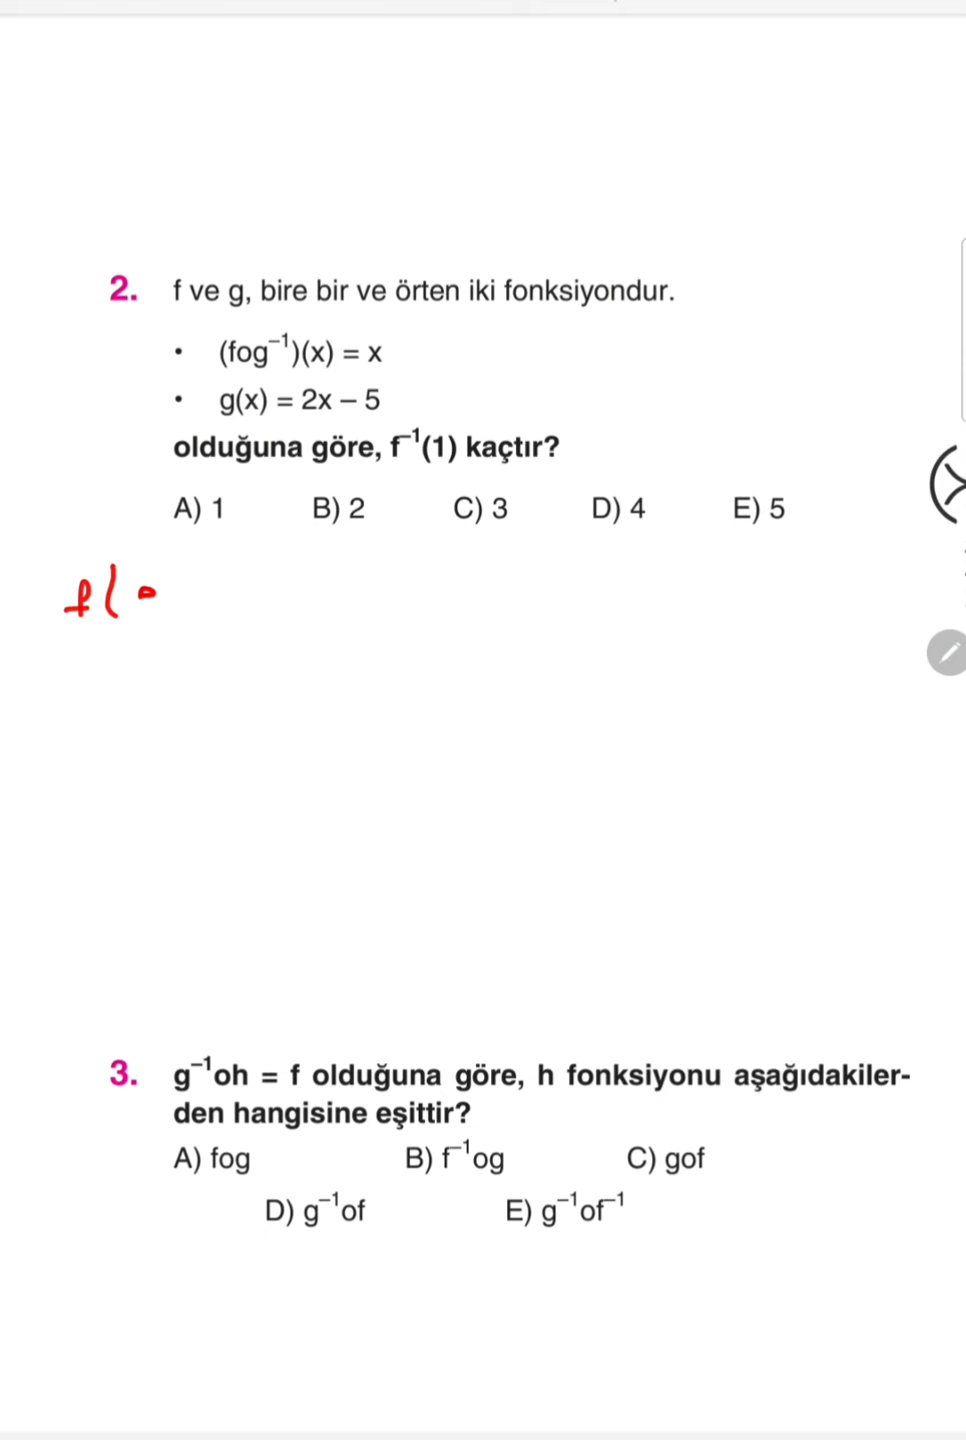 2. f ve g, bire bir ve örten iki fonksiyondur.
• (fog⁻¹)(x) = x
• g(x) = 2x – 5
olduğuna göre, f⁻¹(1) kaçtır?
A) 1 B) 2 C) 3 D) 4 E) 5
f(
3. g⁻¹oh = f olduğuna göre, h fonksiyonu aşağıdakiler-
den hangisine eşittir?
A) fog B) f⁻¹og C) gof
D) g⁻¹of E) g⁻¹of⁻¹